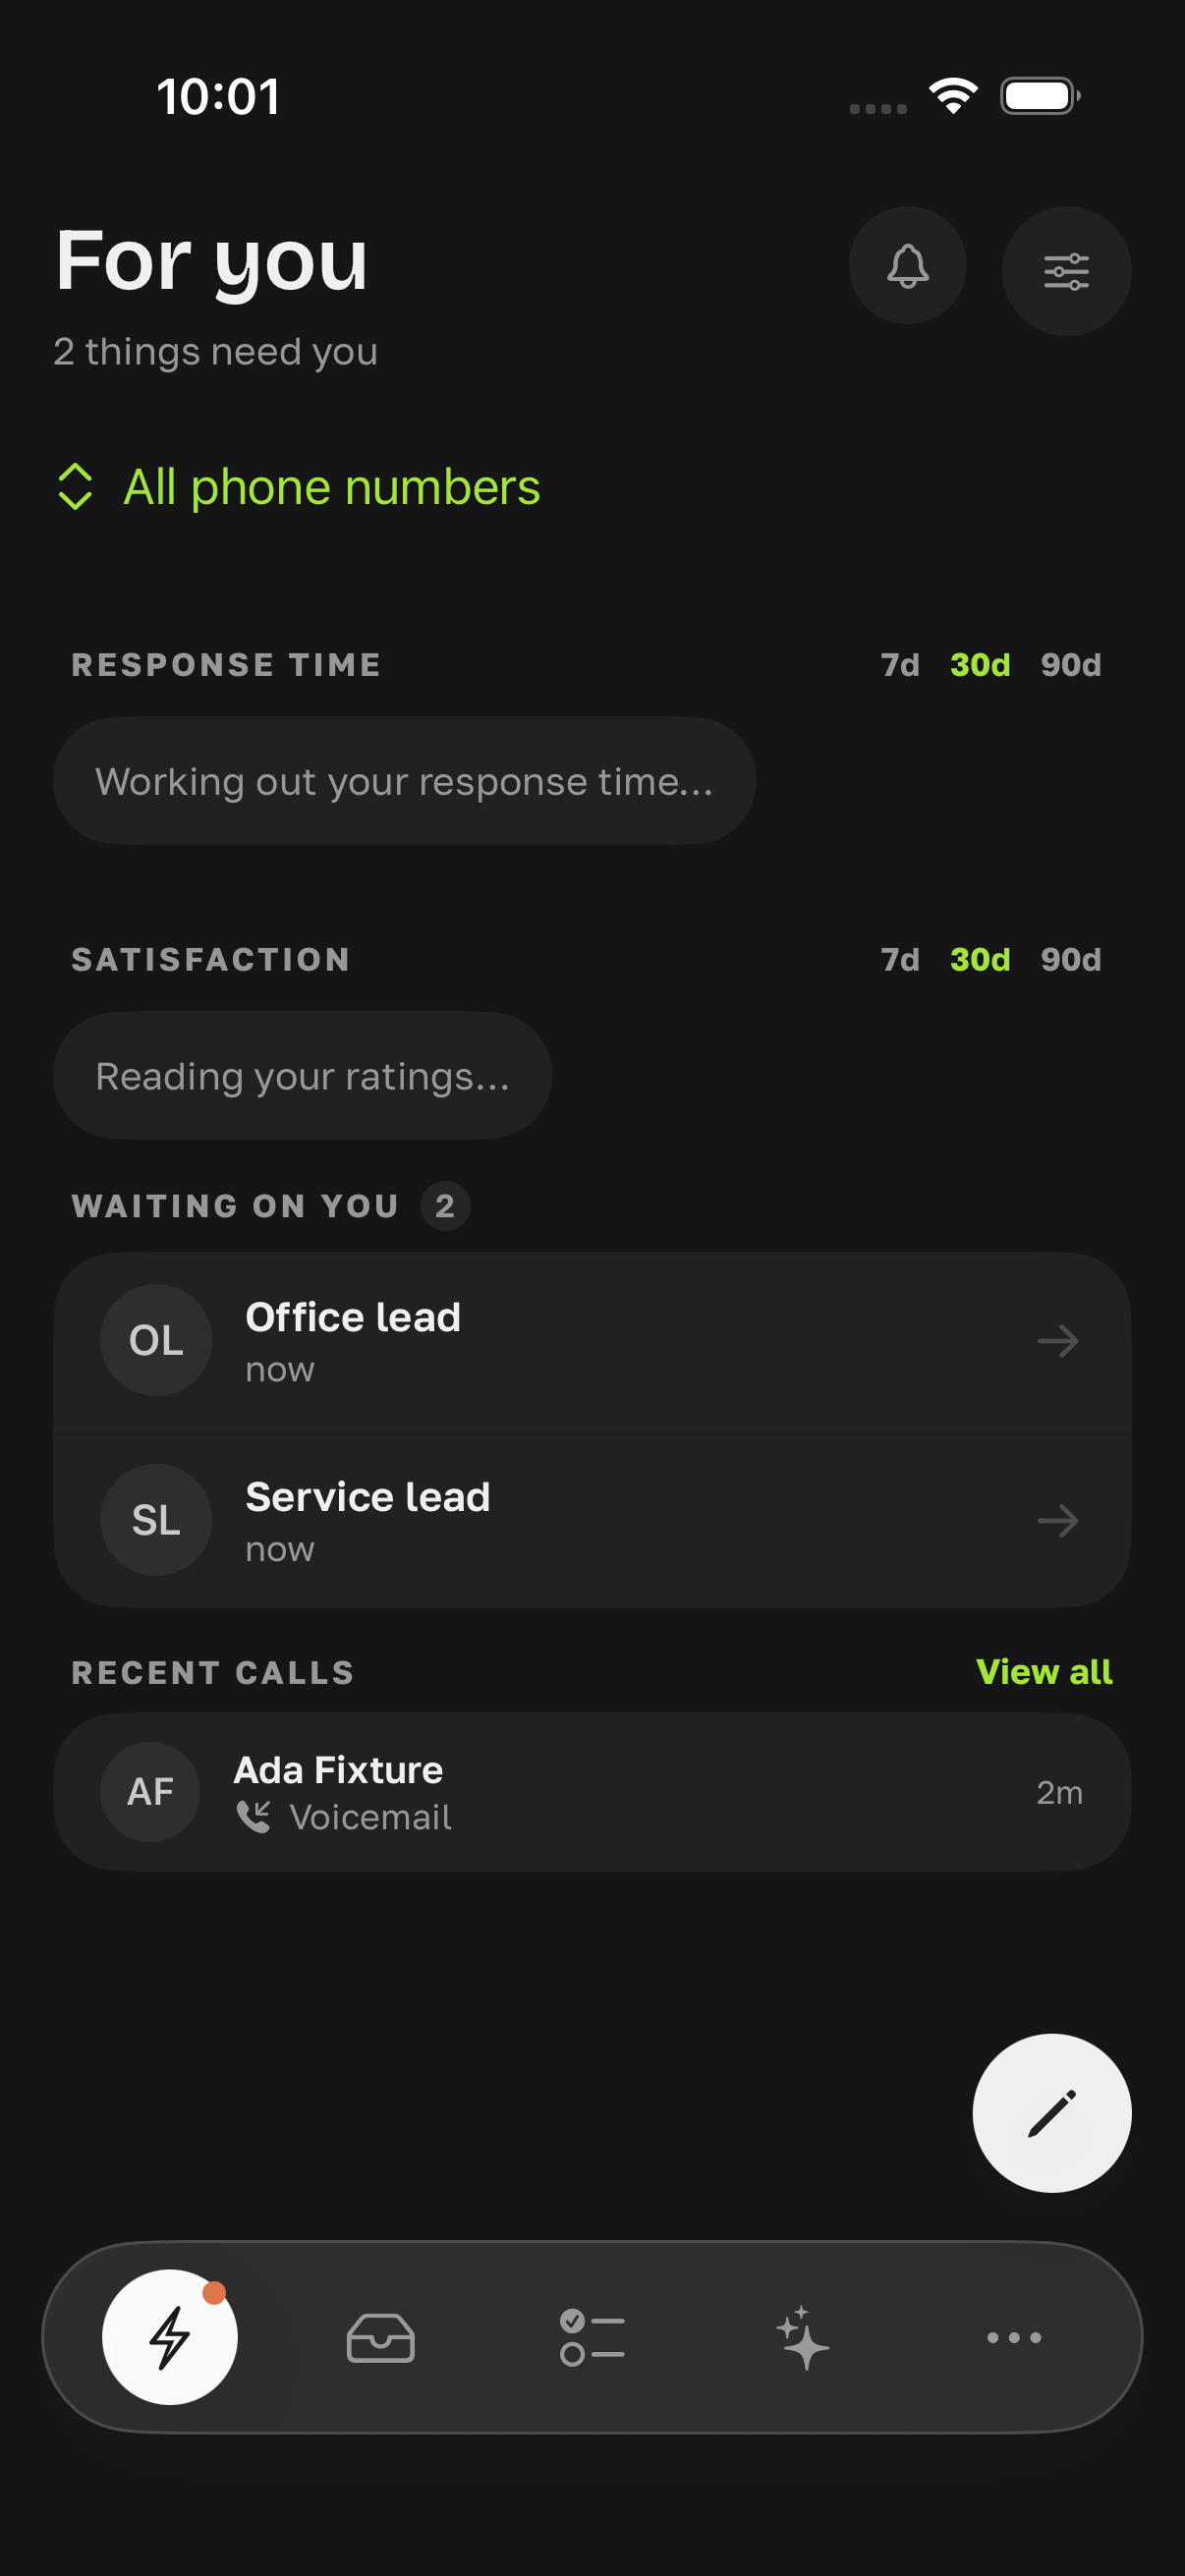 10:01
For you
2 things need you
All phone numbers
RESPONSE TIME 7d 30d 90d
Working out your response time...
SATISFACTION 7d 30d 90d
Reading your ratings...
WAITING ON YOU 2
OL Office lead
now
SL Service lead
now
RECENT CALLS View all
AF Ada Fixture
Voicemail 2m